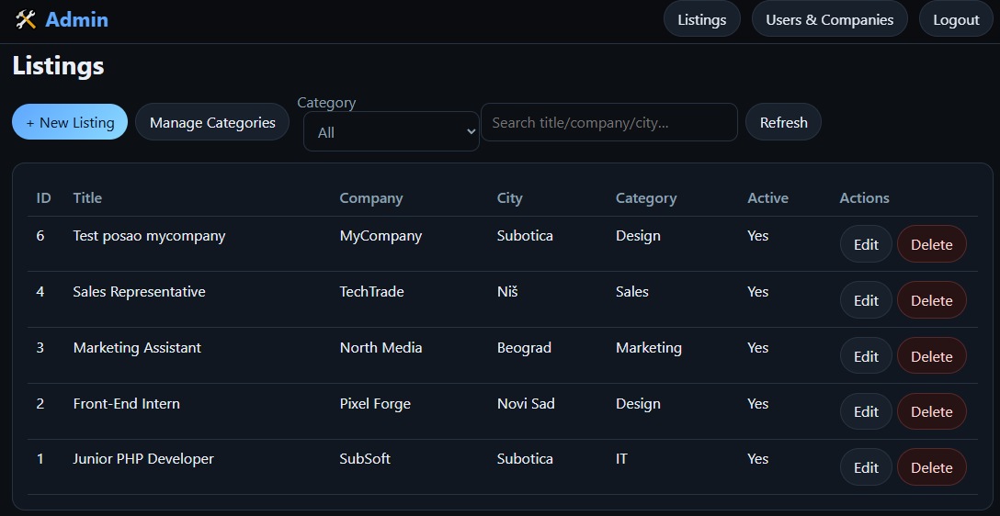 🛠️ Admin Listings Users & Companies Logout
Listings
+ New Listing Manage Categories Category All Search title/company/city... Refresh
ID Title Company City Category Active Actions
6 Test posao mycompany MyCompany Subotica Design Yes Edit Delete
4 Sales Representative TechTrade Niš Sales Yes Edit Delete
3 Marketing Assistant North Media Beograd Marketing Yes Edit Delete
2 Front-End Intern Pixel Forge Novi Sad Design Yes Edit Delete
1 Junior PHP Developer SubSoft Subotica IT Yes Edit Delete